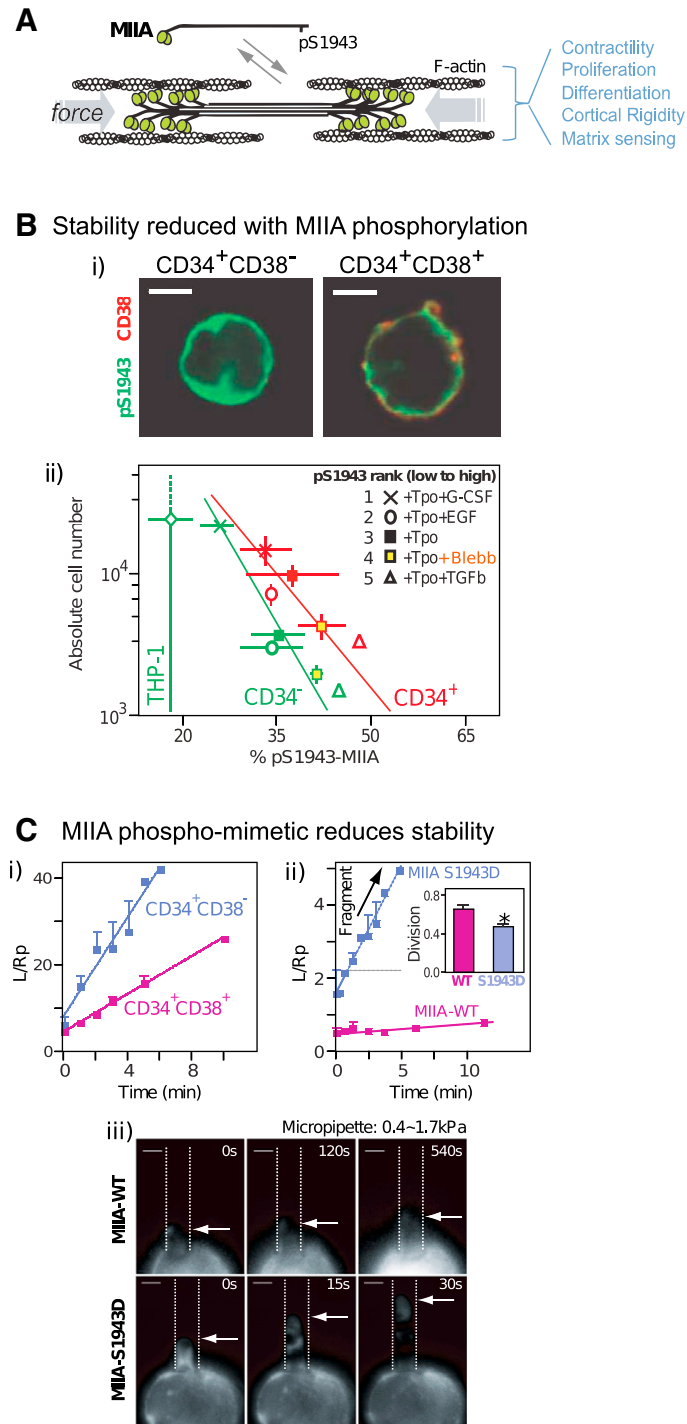 A
MIIA
pS1943
F-actin
force
Contractility
Proliferation
Differentiation
Cortical Rigidity
Matrix sensing
B Stability reduced with MIIA phosphorylation
i)
CD34+CD38-
CD34+CD38+
pS1943 CD38
ii)
pS1943 rank (low to high)
1 +Tpo+G-CSF
2 +Tpo+EGF
3 +Tpo
4 +Tpo+Blebb
5 +Tpo+TGFb
Absolute cell number
10^4
10^3
THP-1
CD34-
CD34+
20 35 50 65
% pS1943-MIIA
C MIIA phospho-mimetic reduces stability
i)
L/Rp
40
20
0
CD34+CD38-
CD34+CD38+
0 4 8
Time (min)
ii)
L/Rp
4
2
0
Fragment
MIIA S1943D
MIIA-WT
Division
0.8
0.4
0.0
WT S1943D
*
0 5 10
Time (min)
iii)
Micropipette: 0.4~1.7kPa
MIIA-WT
0s
120s
540s
MIIA-S1943D
0s
15s
30s